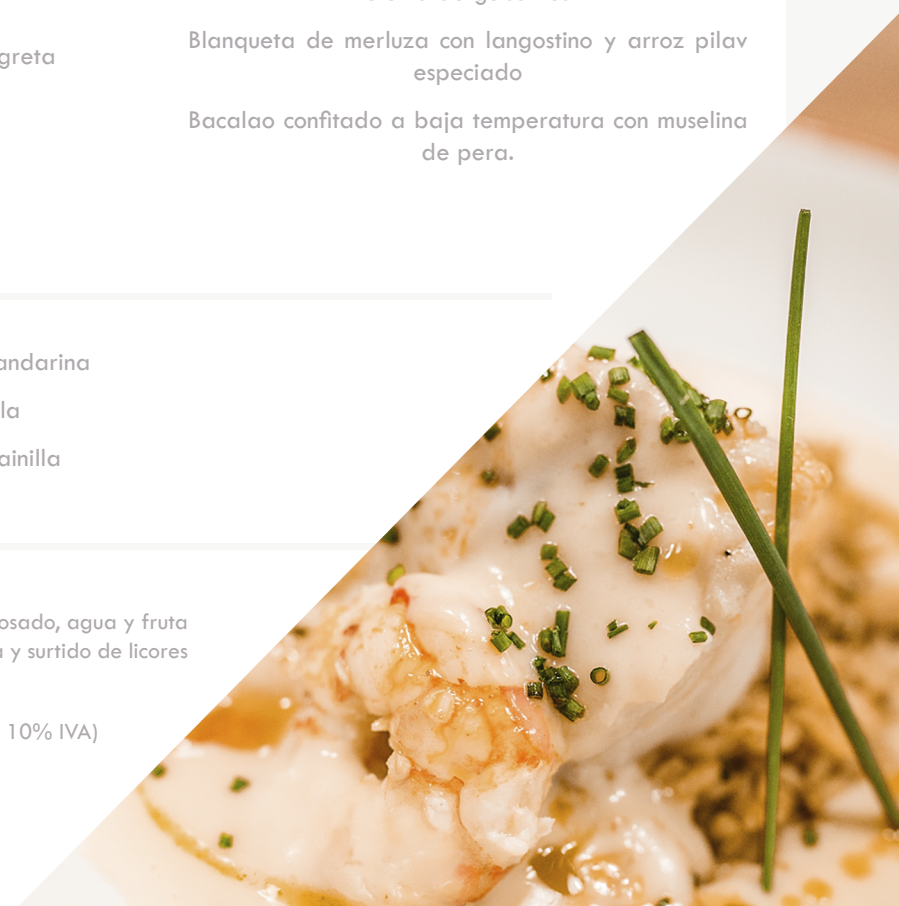 Blanqueta de merluza con langostino y arroz pilav
especiado
Bacalao confitado a baja temperatura con muselina
de pera.
greta
andarina
la
ainilla
osado, agua y fruta
a y surtido de licores
10% IVA)